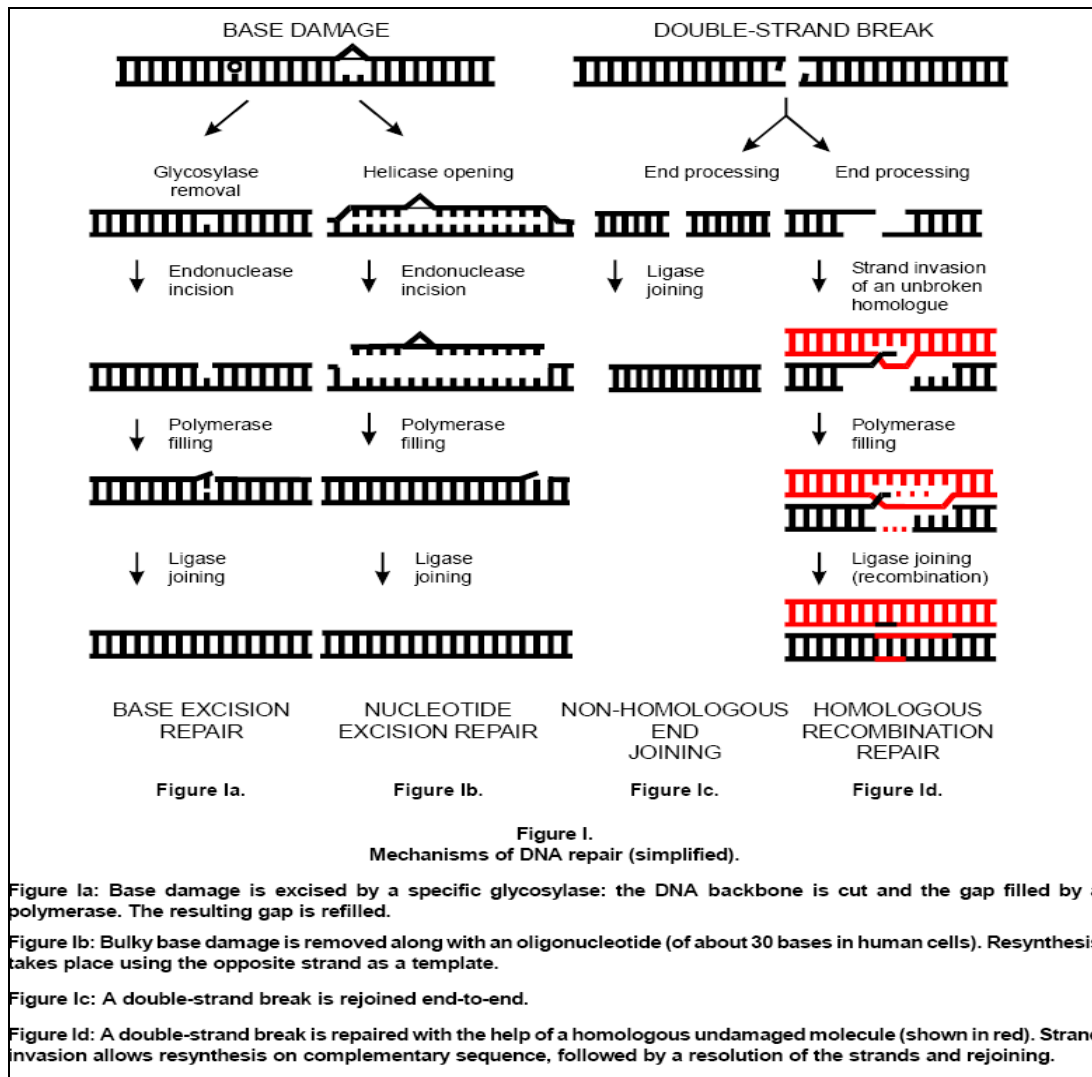 BASE DAMAGE
DOUBLE-STRAND BREAK
Glycosylase
removal
Helicase opening
End processing
End processing
Endonuclease
incision
Endonuclease
incision
Ligase
joining
Strand invasion
of an unbroken
homologue
Polymerase
filling
Polymerase
filling
Polymerase
filling
Ligase
joining
Ligase
joining
Ligase joining
(recombination)
BASE EXCISION
REPAIR
NUCLEOTIDE
EXCISION REPAIR
NON-HOMOLOGOUS
END
JOINING
HOMOLOGOUS
RECOMBINATION
REPAIR
Figure Ia.
Figure Ib.
Figure Ic.
Figure Id.
Figure I.
Mechanisms of DNA repair (simplified).
Figure Ia: Base damage is excised by a specific glycosylase: the DNA backbone is cut and the gap filled by a
polymerase. The resulting gap is refilled.
Figure Ib: Bulky base damage is removed along with an oligonucleotide (of about 30 bases in human cells). Resynthesis
takes place using the opposite strand as a template.
Figure Ic: A double-strand break is rejoined end-to-end.
Figure Id: A double-strand break is repaired with the help of a homologous undamaged molecule (shown in red). Strand
invasion allows resynthesis on complementary sequence, followed by a resolution of the strands and rejoining.